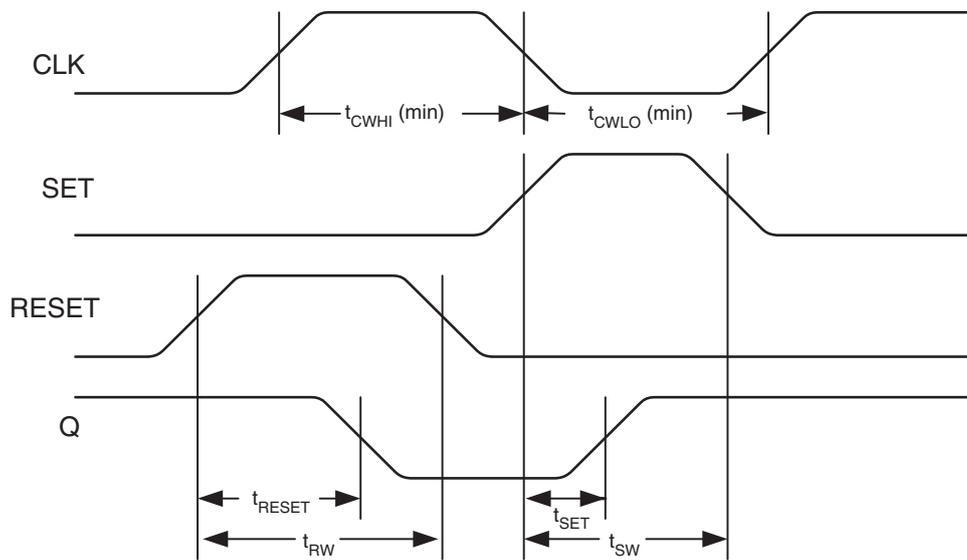 CLK
tCWHI (min)
tCWLO (min)
SET
RESET
Q
tRESET
tSET
tRW
tSW